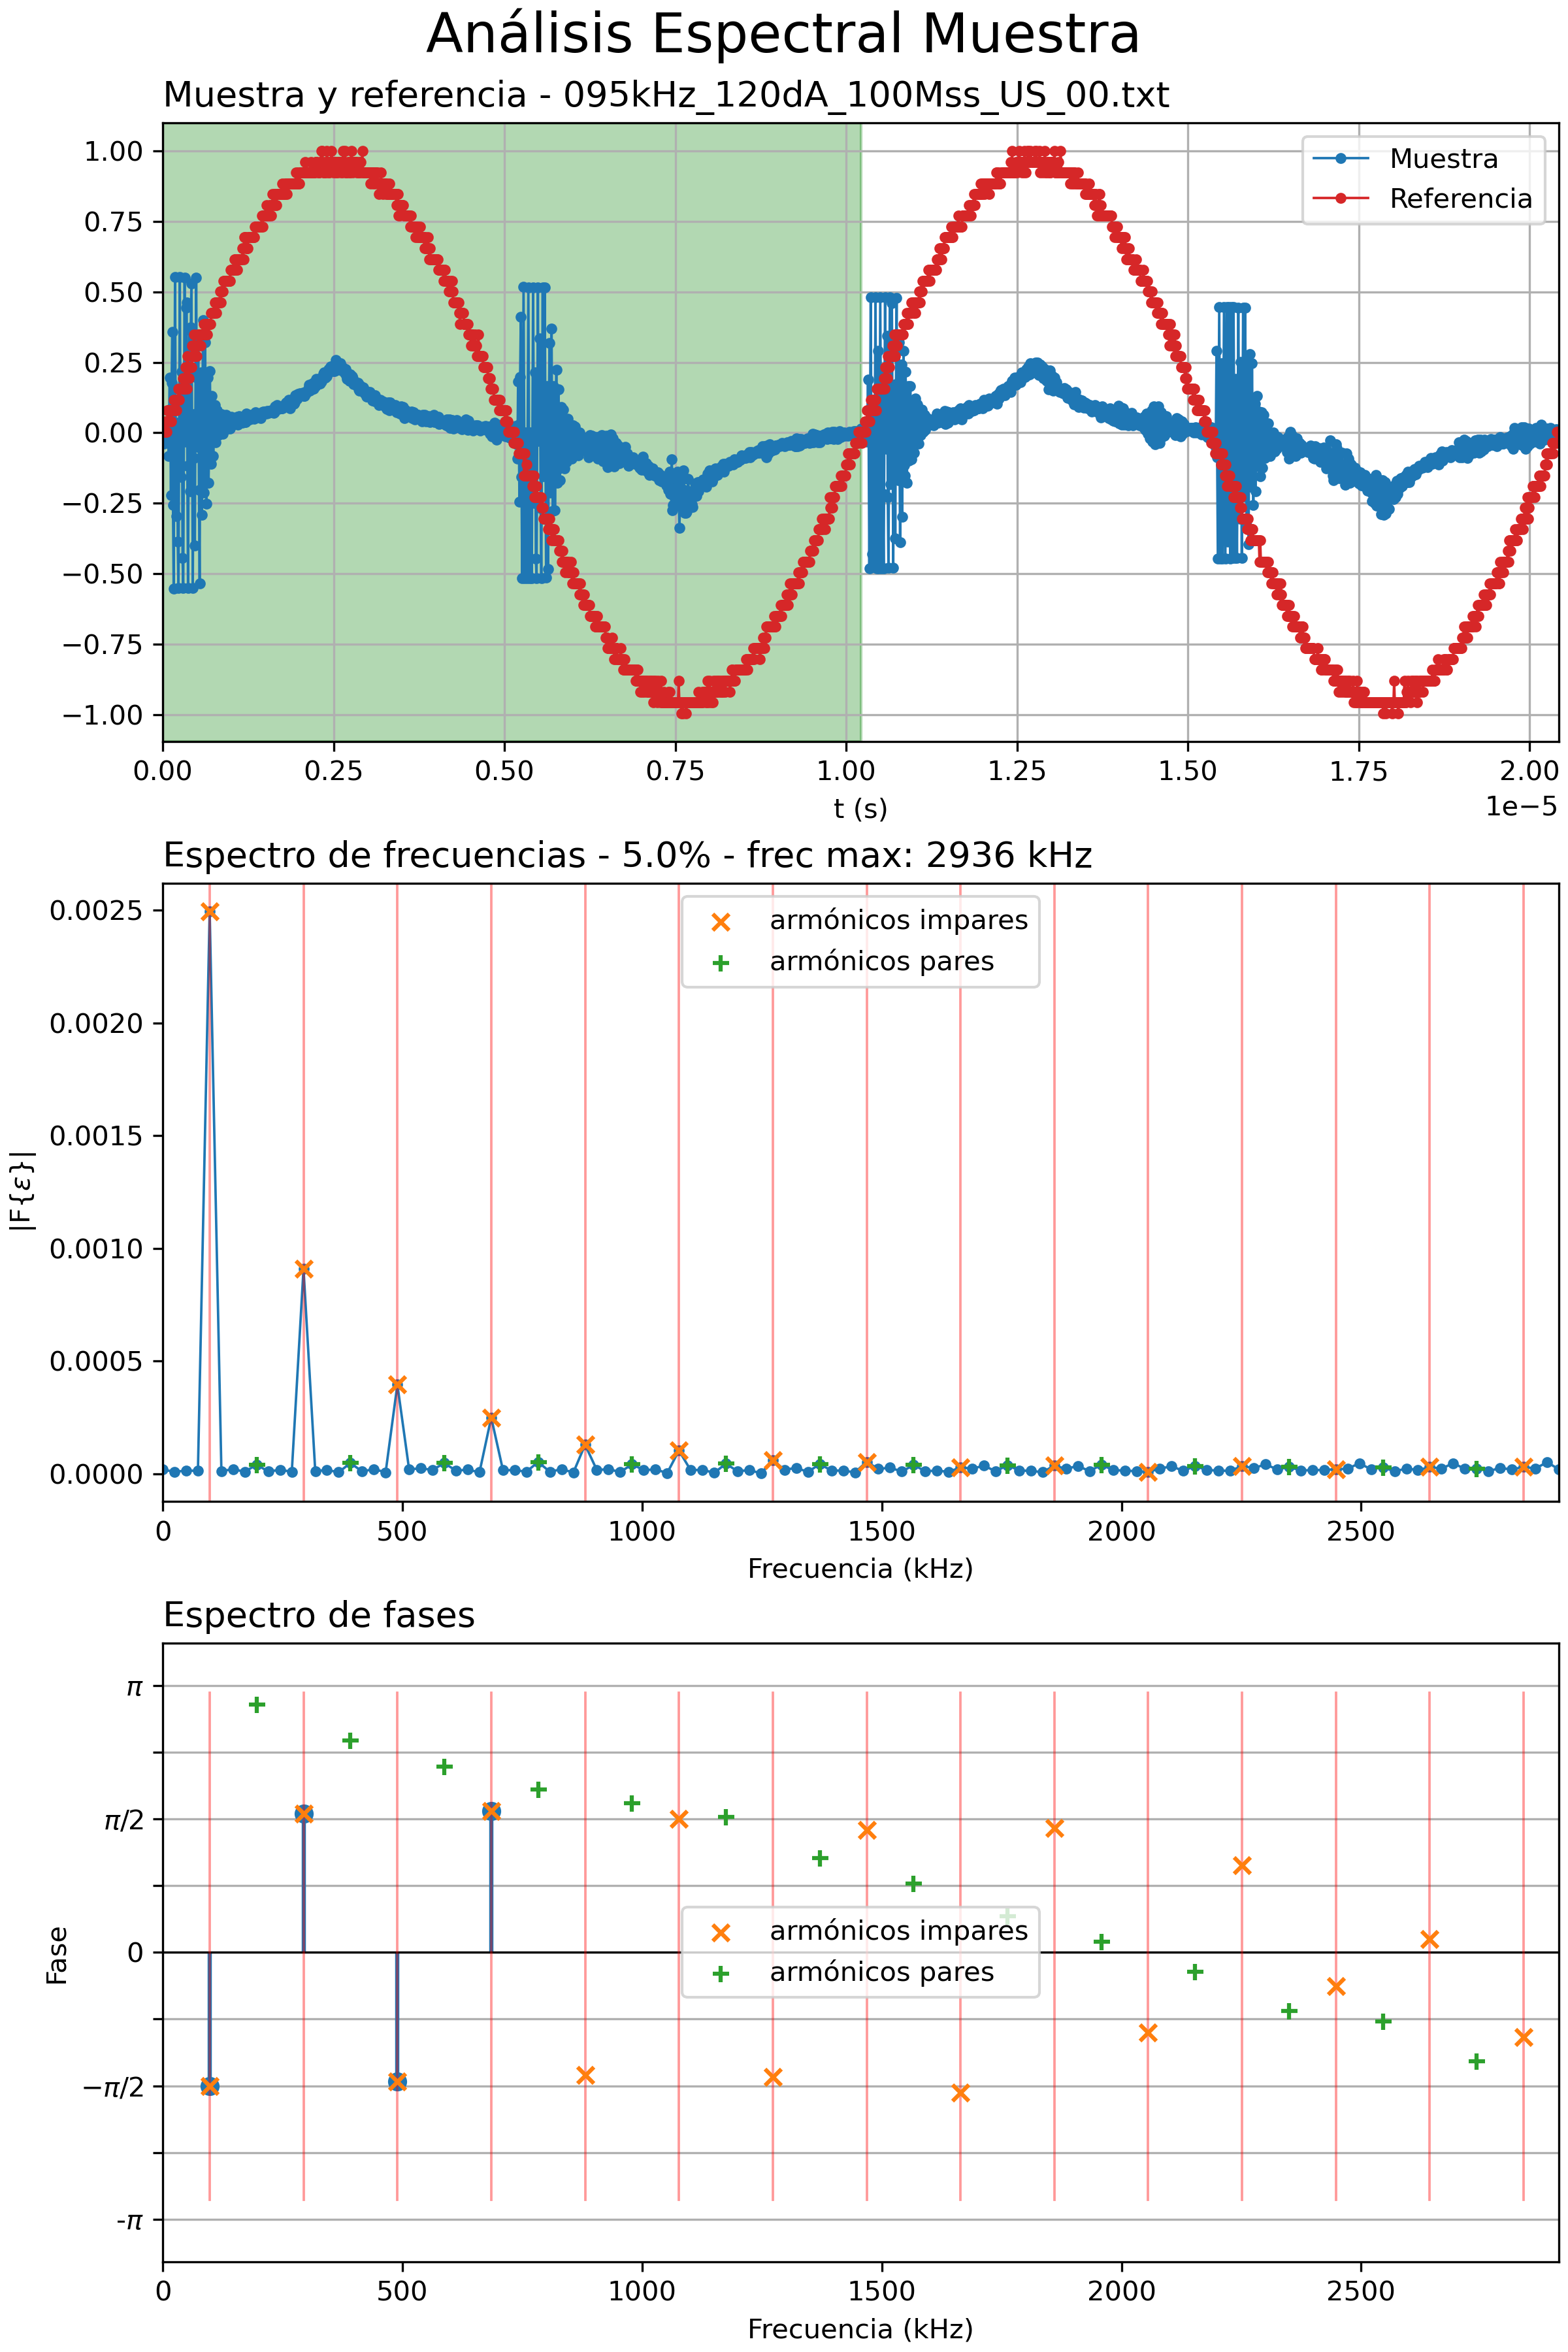 Análisis Espectral Muestra
Muestra y referencia - 095kHz_120dA_100Mss_US_00.txt
1.00
0.75
0.50
0.25
0.00
−0.25
−0.50
−0.75
−1.00
Muestra
Referencia
0.00 0.25 0.50 0.75 1.00 1.25 1.50 1.75 2.00
t (s)
1e−5
Espectro de frecuencias - 5.0% - frec max: 2936 kHz
0.0025
0.0020
0.0015
0.0010
0.0005
0.0000
|F{ε}|
armónicos impares
armónicos pares
0 500 1000 1500 2000 2500
Frecuencia (kHz)
Espectro de fases
π
π/2
0
−π/2
-π
Fase
armónicos impares
armónicos pares
0 500 1000 1500 2000 2500
Frecuencia (kHz)